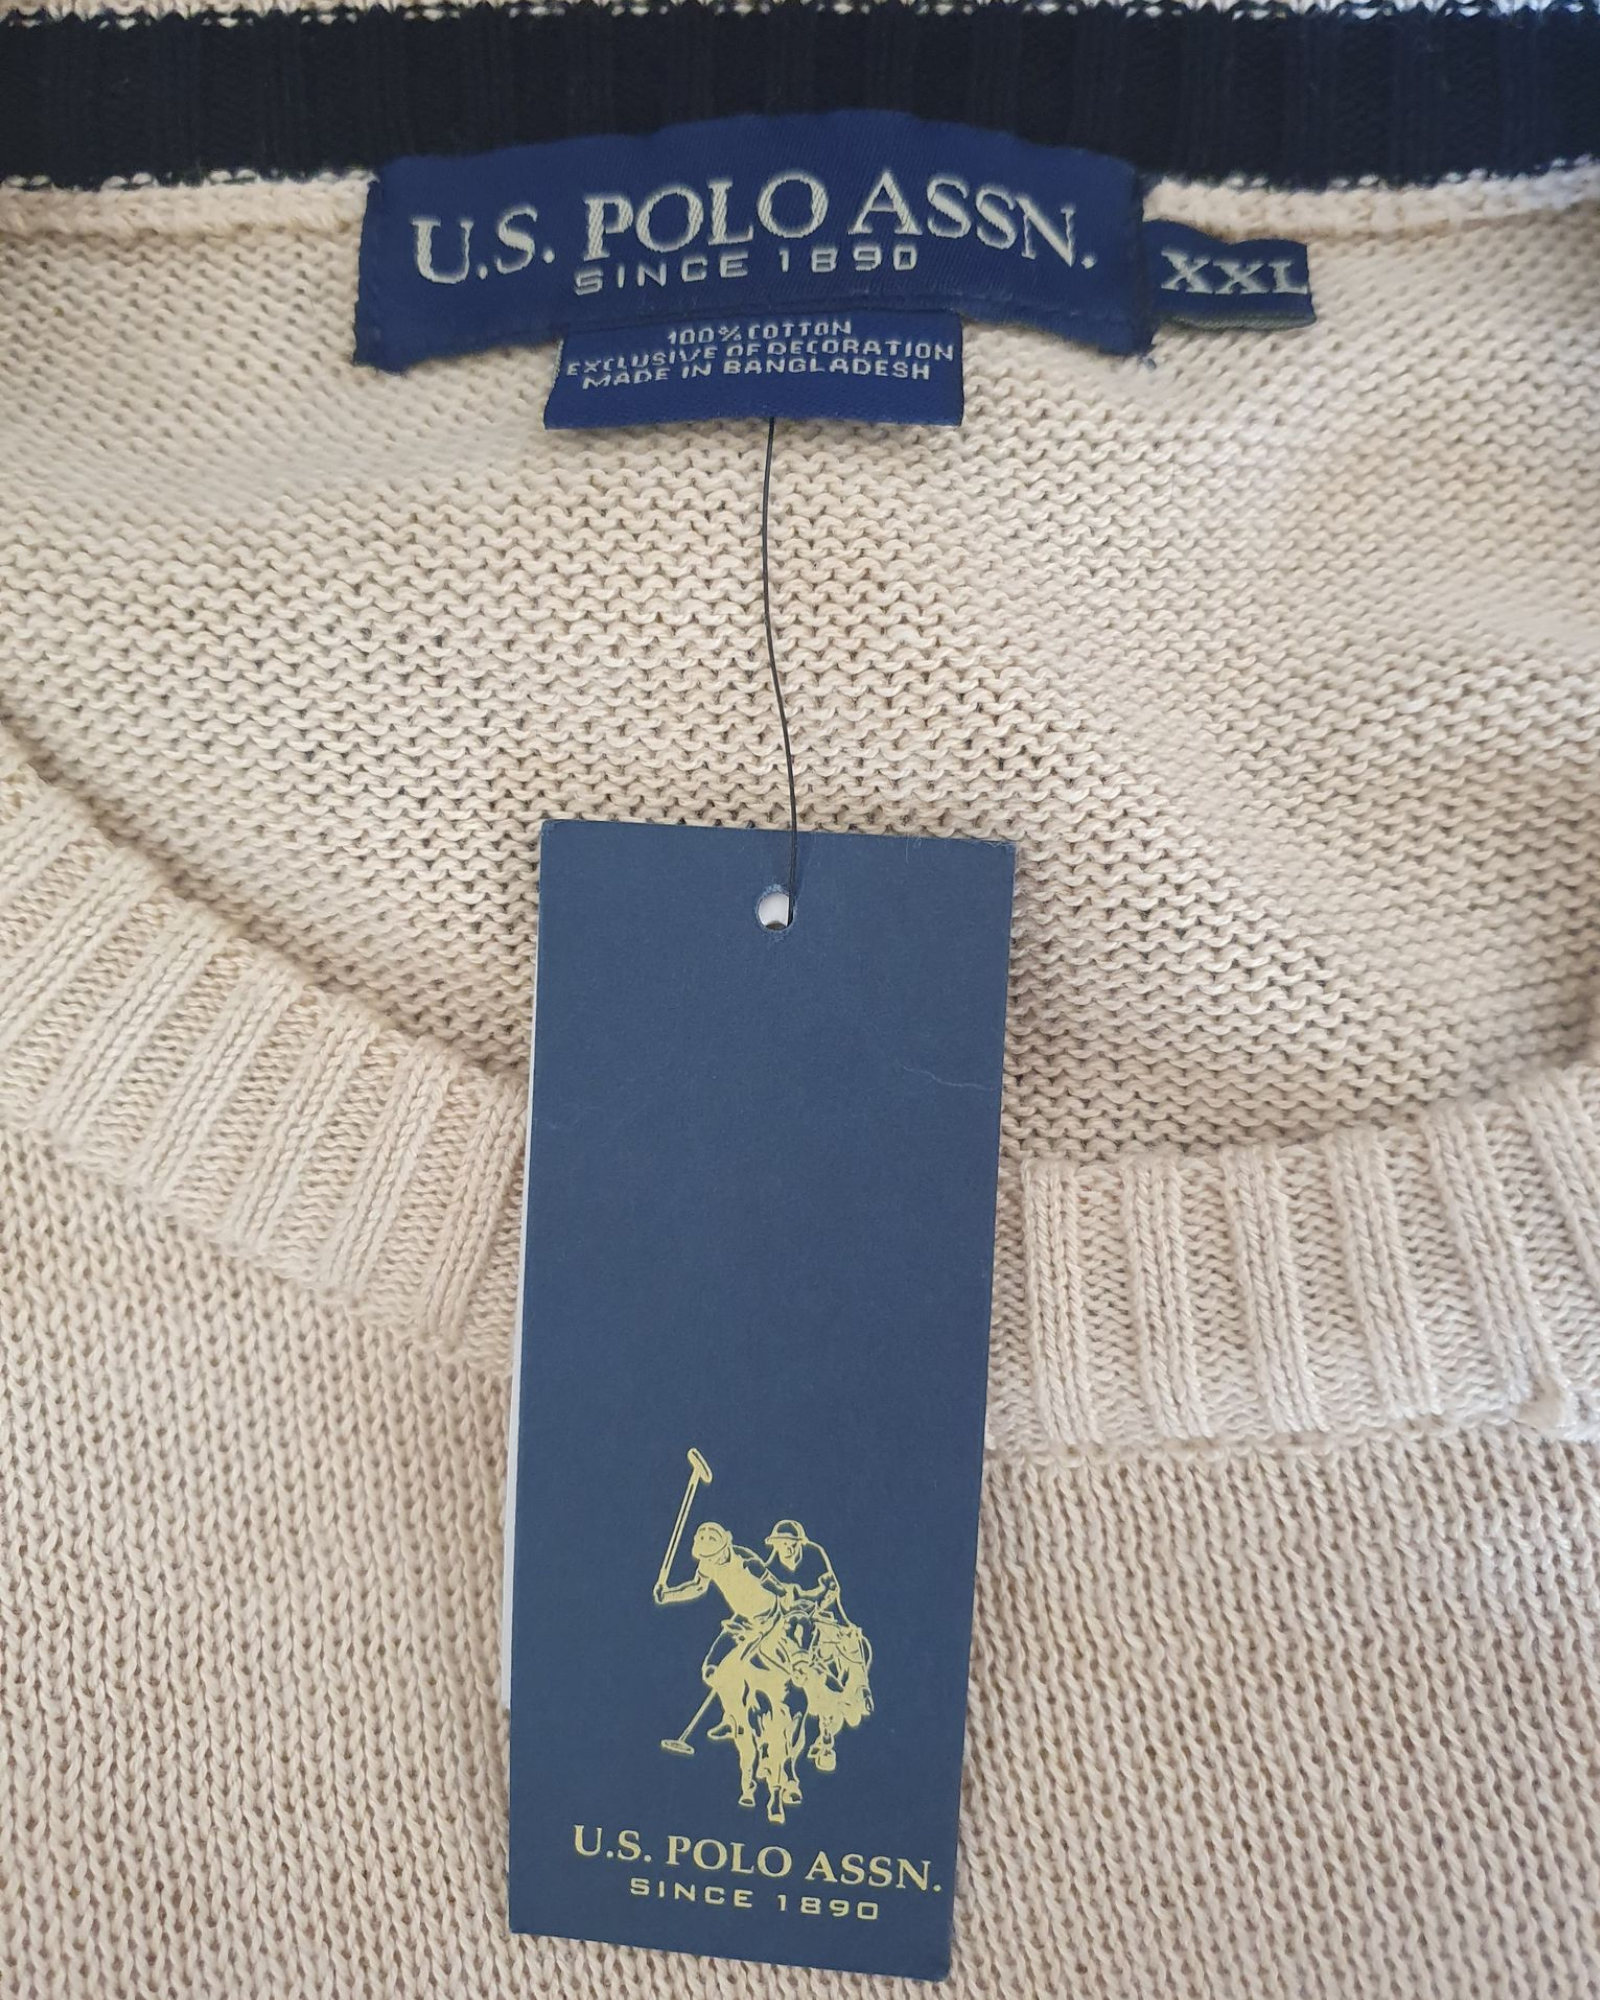 U.S. POLO ASSN.
SINCE 1890
XXL
100% COTTON
EXCLUSIVE OF DECORATION
MADE IN BANGLADESH
U.S. POLO ASSN.
SINCE 1890